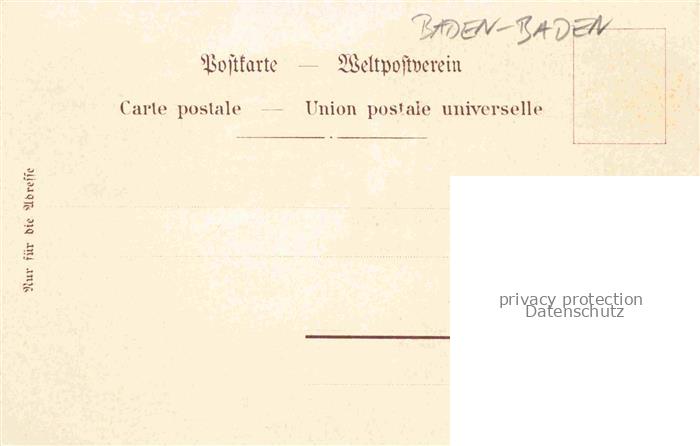 BADEN-BADEN
Postkarte — Weltpostverein
Carte postale — Union postale universelle
Nur für die Adresse
privacy protection
Datenschutz